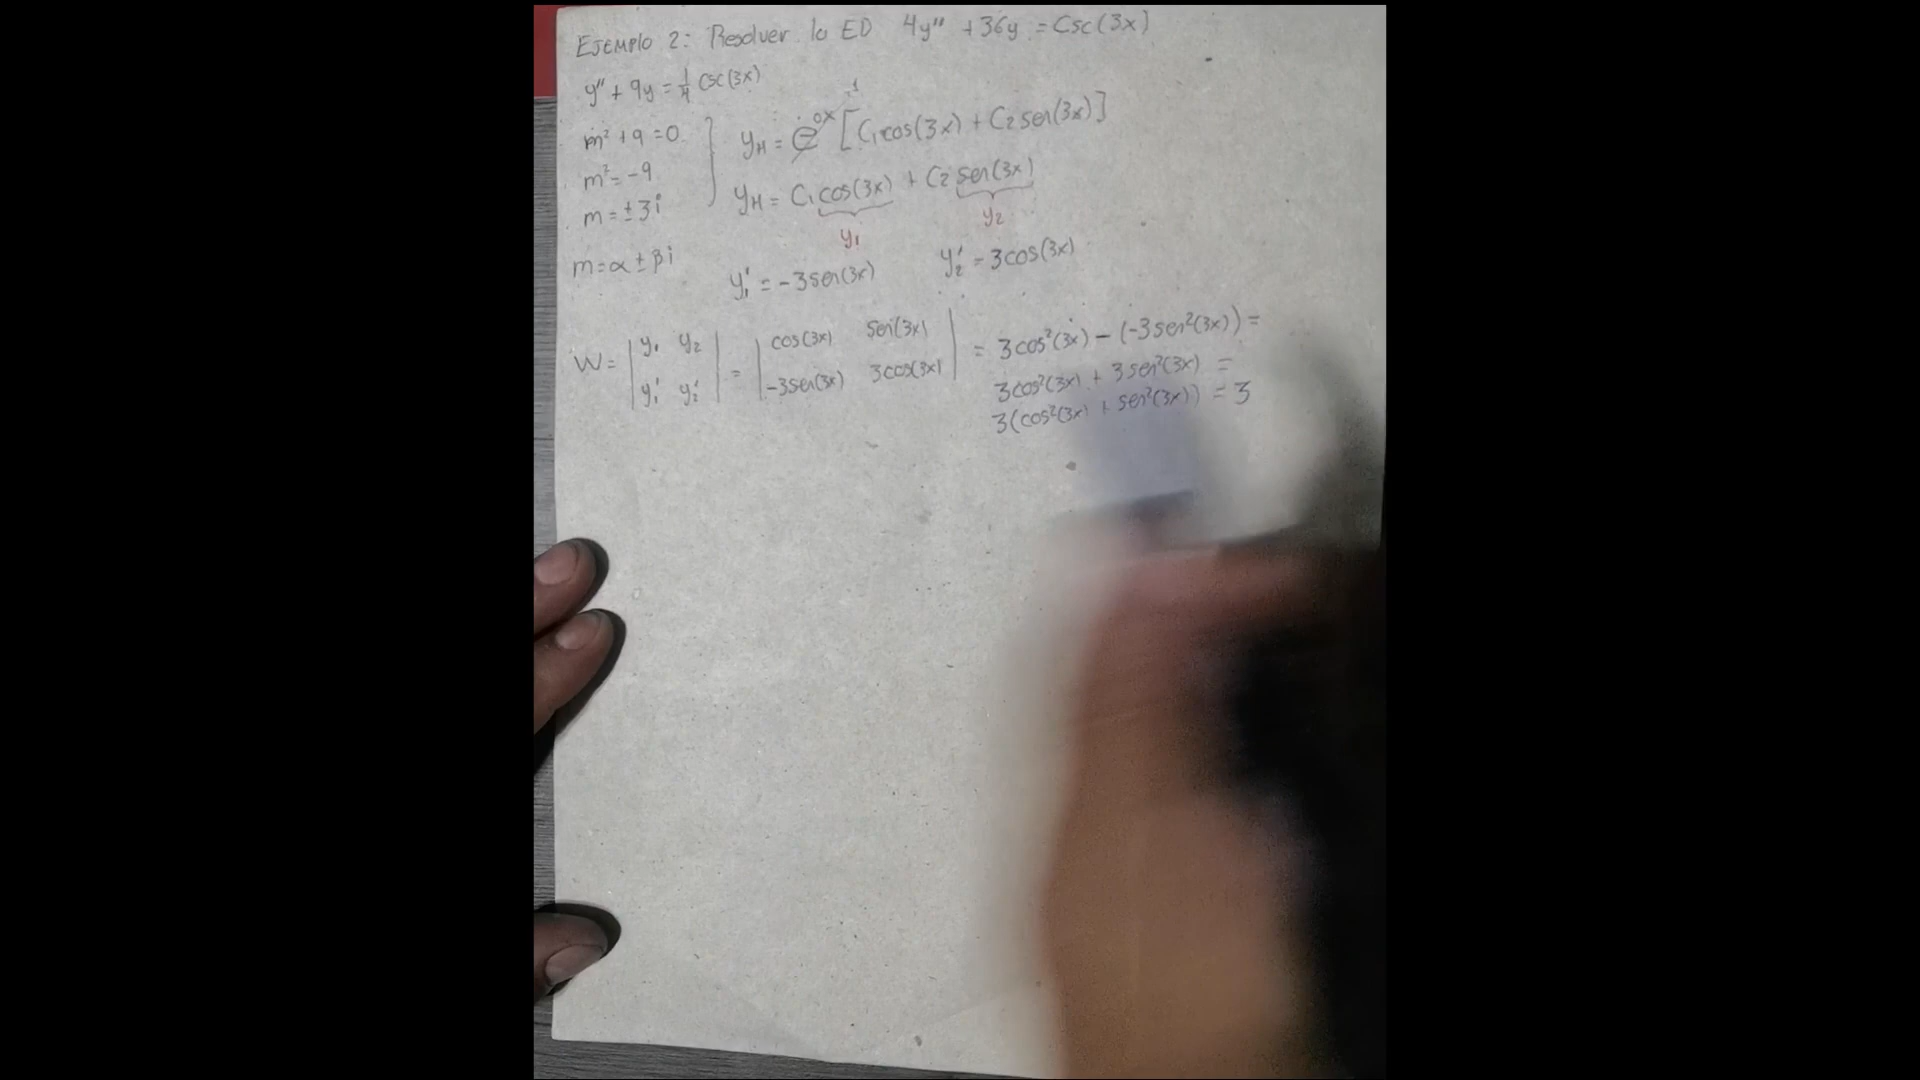 EJEMPLO 2: Resolver la ED 4y'' + 36y = Csc(3x)
y'' + 9y = 1/4 Csc(3x)
m² + 9 = 0
m² = -9
m = ± 3i
m = α ± βi
y_H = e^0x [C₁cos(3x) + C₂sen(3x)]
1
y_H = C₁cos(3x) + C₂sen(3x)
y₁ y₂
y₁' = -3sen(3x) y₂' = 3cos(3x)
W = | y₁ y₂ | = | cos(3x) sen(3x) | = 3cos²(3x) - (-3sen²(3x)) =
| y₁' y₂' | | -3sen(3x) 3cos(3x) | 3cos²(3x) + 3sen²(3x) =
3(cos²(3x) + sen²(3x)) = 3